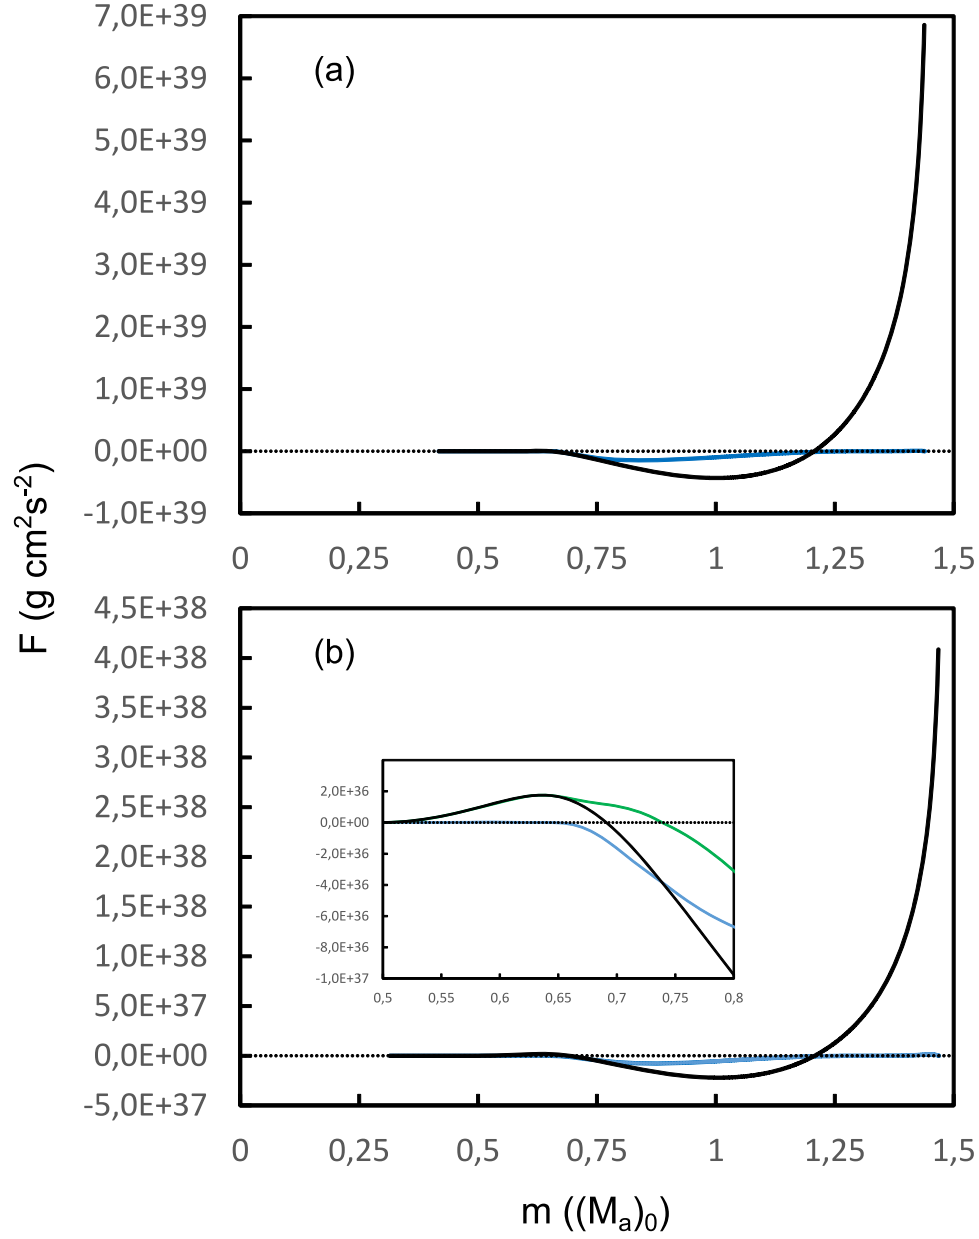 7,0E+39
(a)
6,0E+39
5,0E+39
4,0E+39
3,0E+39
2,0E+39
1,0E+39
0,0E+00
-1,0E+39
0 0,25 0,5 0,75 1 1,25 1,5
F (g cm²s⁻²)
4,5E+38
(b)
4,0E+38
3,5E+38
3,0E+38
2,5E+38
2,0E+38
1,5E+38
1,0E+38
5,0E+37
0,0E+00
-5,0E+37
2,0E+36
0,0E+00
-2,0E+36
-4,0E+36
-6,0E+36
-8,0E+36
-1,0E+37
0,5 0,55 0,6 0,65 0,7 0,75 0,8
0 0,25 0,5 0,75 1 1,25 1,5
m ((Mₐ)₀)